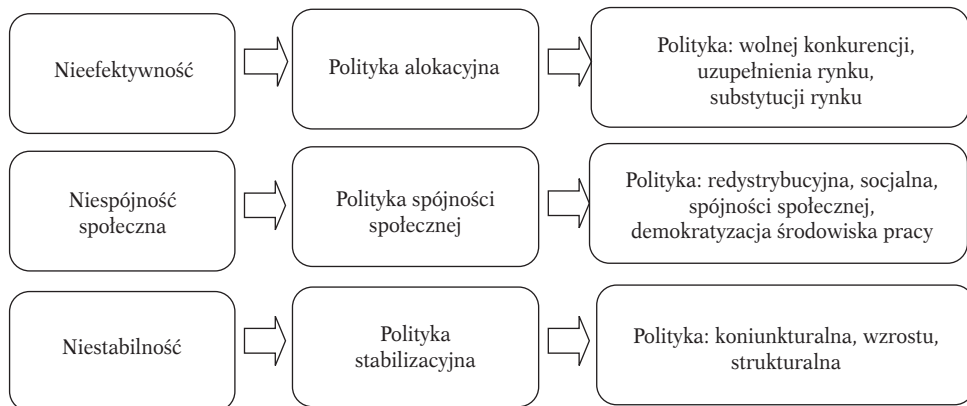 Nieefektywność
Polityka alokacyjna
Polityka: wolnej konkurencji,
uzupełnienia rynku,
substytucji rynku
Niespójność
społeczna
Polityka spójności
społecznej
Polityka: redystrybucyjna, socjalna,
spójności społecznej,
demokratyzacja środowiska pracy
Niestabilność
Polityka
stabilizacyjna
Polityka: koniunkturalna, wzrostu,
strukturalna